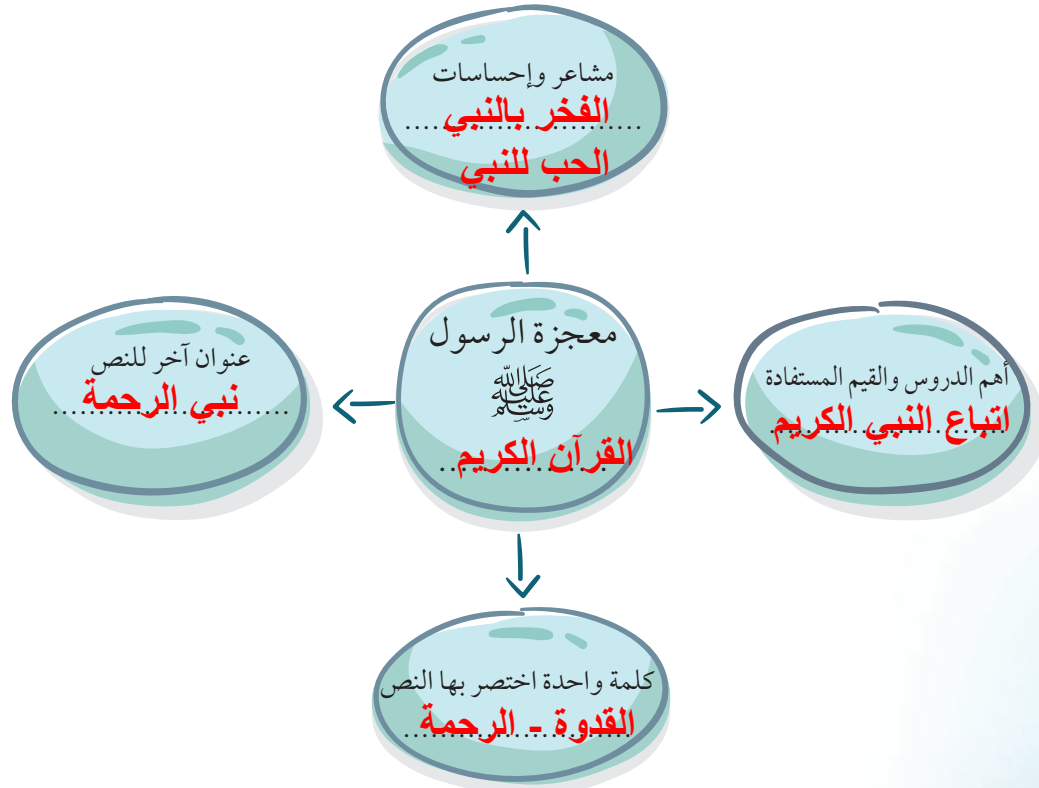 مشاعر وإحساسات
الفخر بالنبي
الحب للنبي
معجزة الرسول
صلى الله عليه وسلم
القرآن الكريم
أهم الدروس والقيم المستفادة
اتباع النبي الكريم
عنوان آخر للنص
نبي الرحمة
كلمة واحدة اختصر بها النص
القدوة - الرحمة